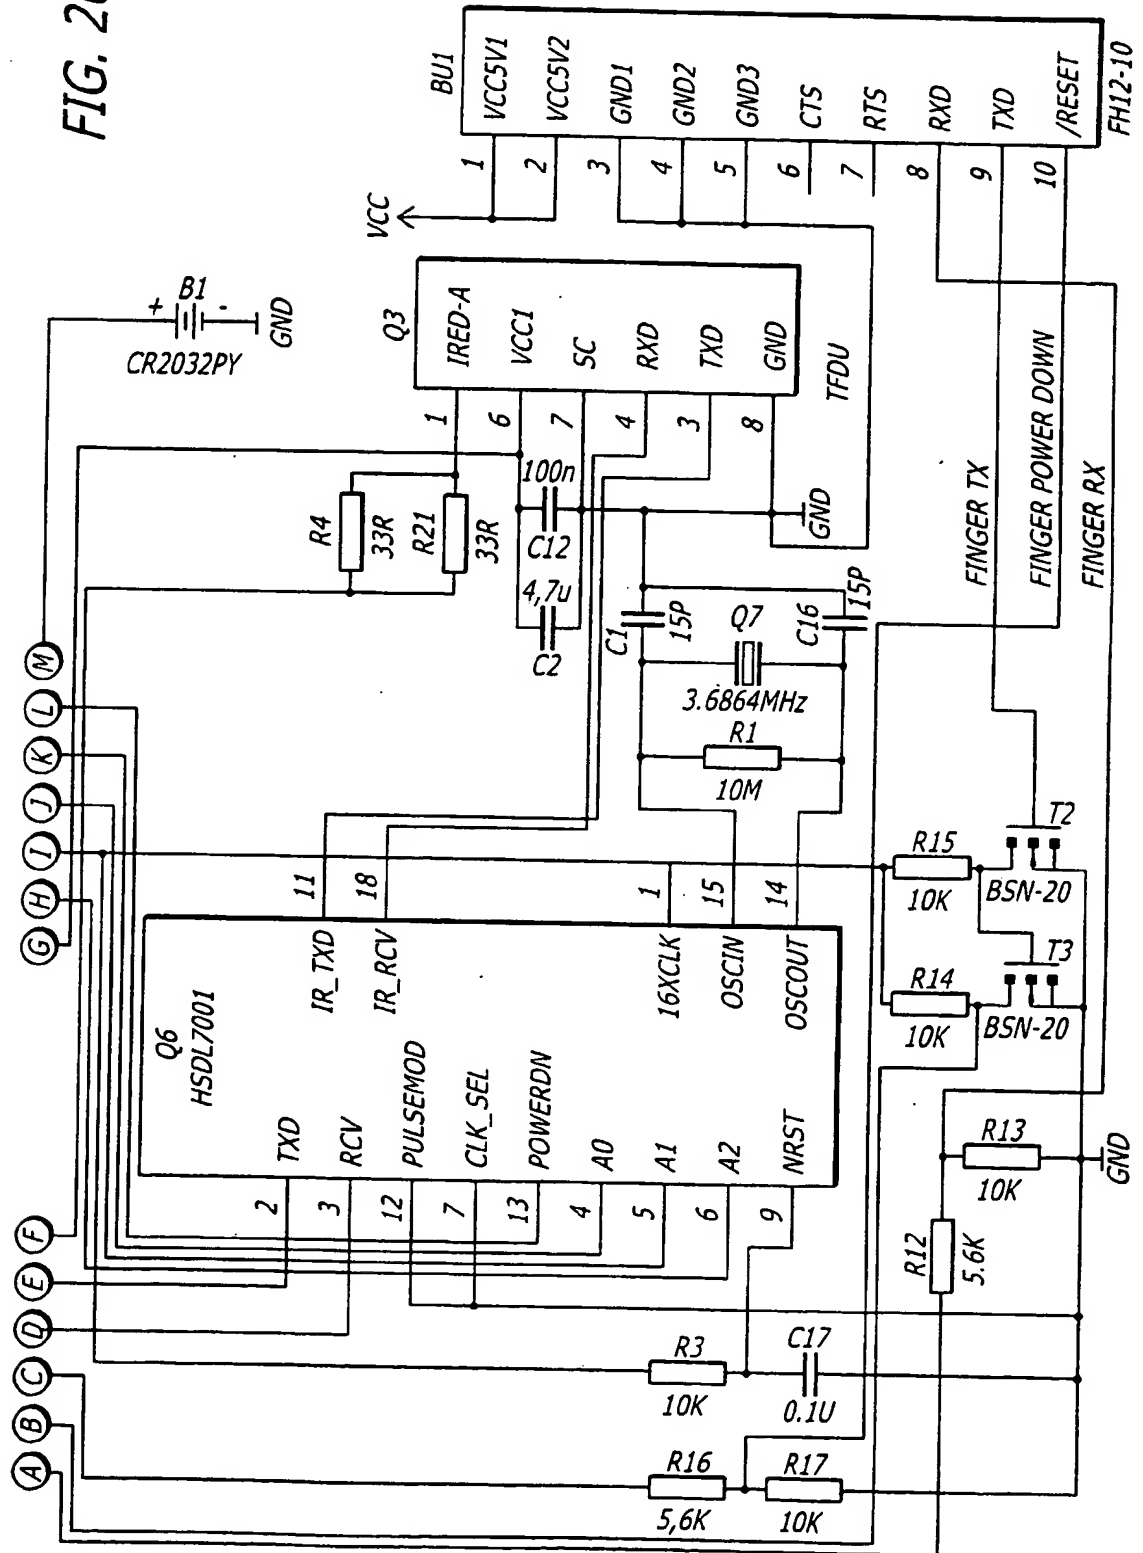 FIG. 20
BU1
VCC5V1
VCC5V2
GND1
GND2
GND3
CTS
RTS
RXD
TXD
/RESET
FH12-10
1
2
3
4
5
6
7
8
9
10
VCC
B1
+
-
CR2032PY
GND
Q3
IRED-A
VCC1
SC
RXD
TXD
GND
TFDU
1
6
7
4
3
8
R4
33R
R21
33R
100n
C12
4,7u
C2
GND
C1
15P
Q7
3.6864MHz
C16
15P
R1
10M
FINGER TX
FINGER POWER DOWN
FINGER RX
M
L
K
J
I
H
G
11
18
1
15
14
R15
10K
T2
BSN-20
R14
10K
T3
BSN-20
Q6
HSDL7001
IR_TXD
IR_RCV
16XCLK
OSCIN
OSCOUT
TXD
RCV
PULSEMOD
CLK_SEL
POWERDN
A0
A1
A2
NRST
2
3
12
7
13
4
5
6
9
R13
10K
GND
R12
5.6K
F
E
D
C
B
A
R3
10K
C17
0.1U
R16
5,6K
R17
10K